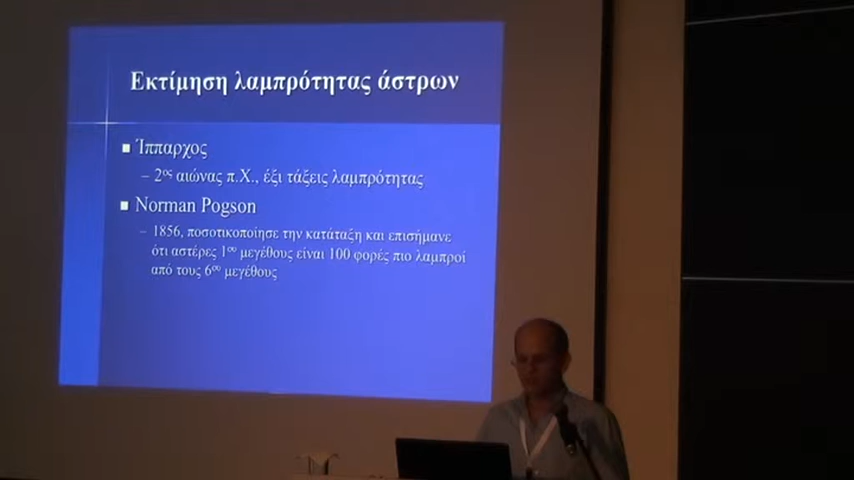 Εκτίμηση λαμπρότητας άστρων
Ίππαρχος
– 2ος αιώνας π.Χ., έξι τάξεις λαμπρότητας
Norman Pogson
– 1856, ποσοτικοποίησε την κατάταξη και επισήμανε
ότι αστέρες 1ου μεγέθους είναι 100 φορές πιο λαμπροί
από τους 6ου μεγέθους